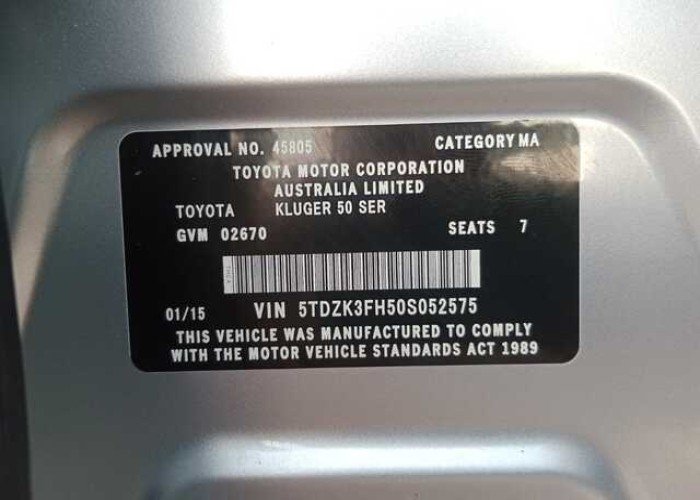 APPROVAL NO. 45805 CATEGORY MA
TOYOTA MOTOR CORPORATION
AUSTRALIA LIMITED
TOYOTA KLUGER 50 SER
GVM 02670 SEATS 7
01/15 VIN 5TDZK3FH50S052575
THIS VEHICLE WAS MANUFACTURED TO COMPLY
WITH THE MOTOR VEHICLE STANDARDS ACT 1989